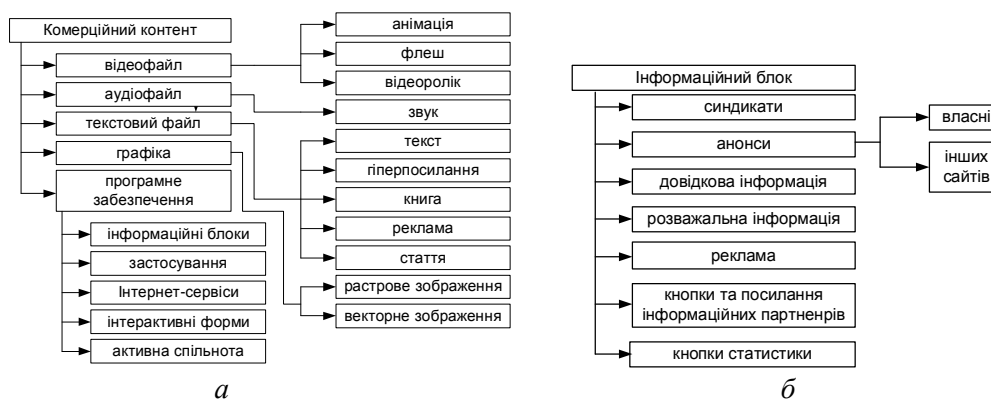 Комерційний контент
відеофайл
аудіофайл
текстовий файл
графіка
програмне
забезпечення
інформаційні блоки
застосування
Інтернет-сервіси
інтерактивні форми
активна спільнота
анімація
флеш
відеоролік
звук
текст
гіперпосилання
книга
реклама
стаття
растрове зображення
векторне зображення
а
Інформаційний блок
синдикати
анонси
довідкова інформація
розважальна інформація
реклама
кнопки та посилання
інформаційних партненрів
кнопки статистики
власні
інших
сайтів
б